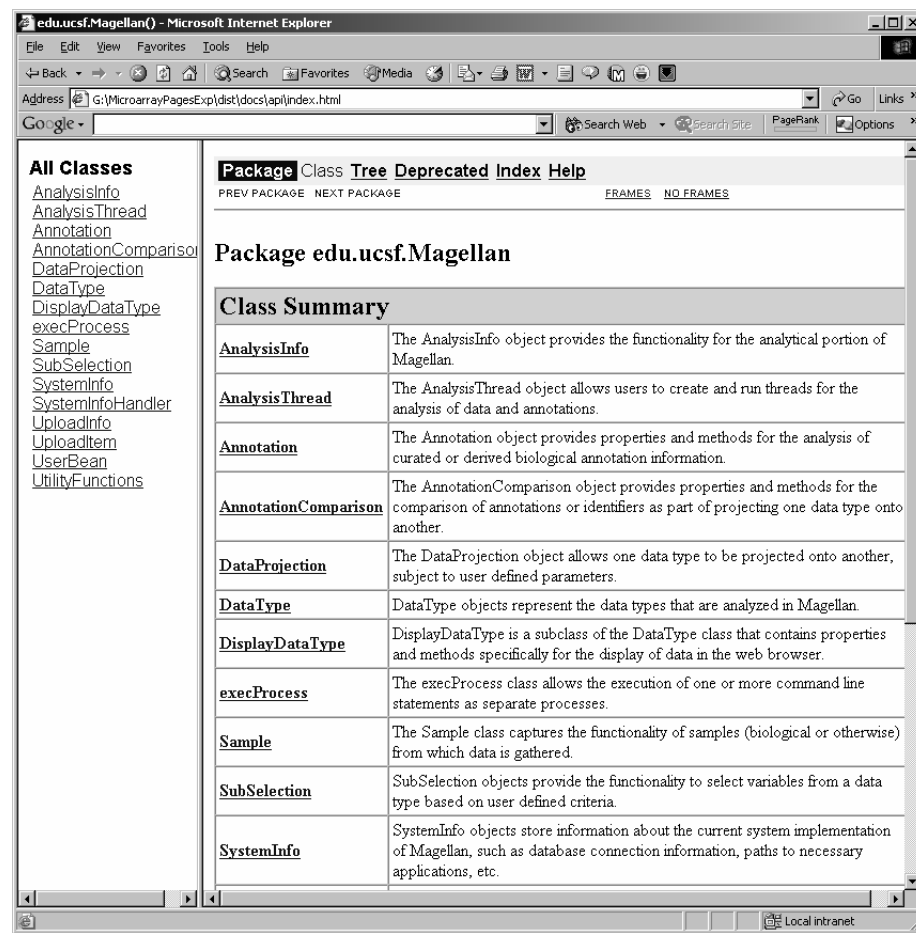 edu.ucsf.Magellan() - Microsoft Internet Explorer
File Edit View Favorites Tools Help
Back Search Favorites Media
Address G:\MicroarrayPagesExp\dist\docs\api\index.html Go Links »
Google Search Web Search Site PageRank Options »
All Classes
AnalysisInfo
AnalysisThread
Annotation
AnnotationComparison
DataProjection
DataType
DisplayDataType
execProcess
Sample
SubSelection
SystemInfo
SystemInfoHandler
UploadInfo
UploadItem
UserBean
UtilityFunctions
Package Class Tree Deprecated Index Help
PREV PACKAGE NEXT PACKAGE FRAMES NO FRAMES
Package edu.ucsf.Magellan
Class Summary
AnalysisInfo The AnalysisInfo object provides the functionality for the analytical portion of
Magellan.
AnalysisThread The AnalysisThread object allows users to create and run threads for the
analysis of data and annotations.
Annotation The Annotation object provides properties and methods for the analysis of
curated or derived biological annotation information.
AnnotationComparison The AnnotationComparison object provides properties and methods for the
comparison of annotations or identifiers as part of projecting one data type onto
another.
DataProjection The DataProjection object allows one data type to be projected onto another,
subject to user defined parameters.
DataType DataType objects represent the data types that are analyzed in Magellan.
DisplayDataType DisplayDataType is a subclass of the DataType class that contains properties
and methods specifically for the display of data in the web browser.
execProcess The execProcess class allows the execution of one or more command line
statements as separate processes.
Sample The Sample class captures the functionality of samples (biological or otherwise)
from which data is gathered.
SubSelection SubSelection objects provide the functionality to select variables from a data
type based on user defined criteria.
SystemInfo SystemInfo objects store information about the current system implementation
of Magellan, such as database connection information, paths to necessary
applications, etc.
Local intranet